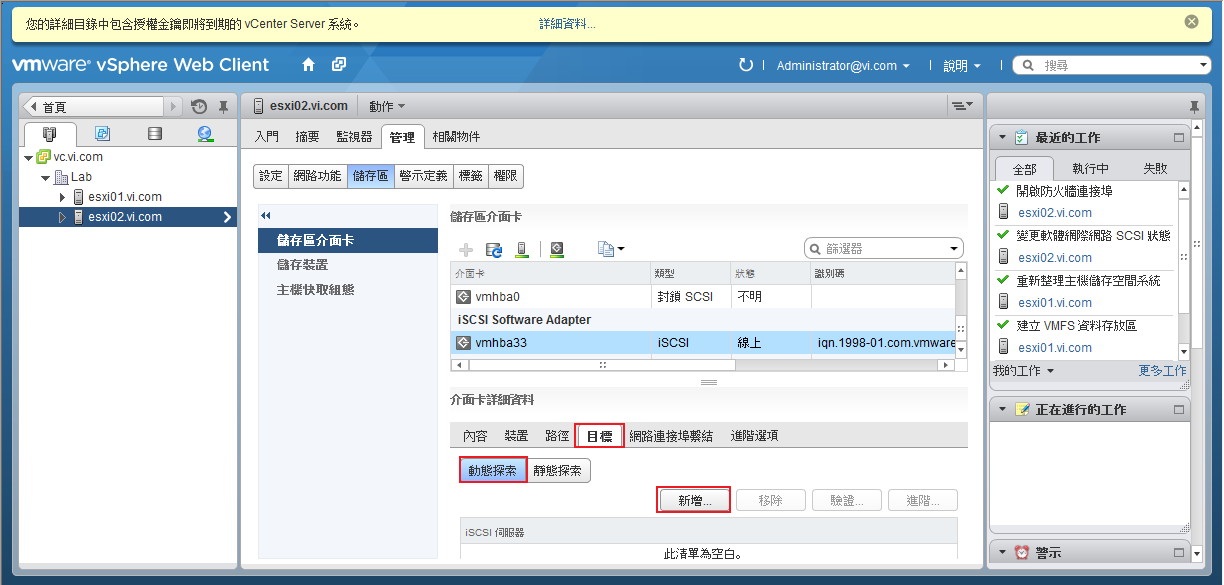 您的詳細目錄中包含授權金鑰即將到期的 vCenter Server 系統。 詳細資料...
vmware® vSphere Web Client
Administrator@vi.com
說明
搜尋
首頁
vc.vi.com
Lab
esxi01.vi.com
esxi02.vi.com
esxi02.vi.com 動作
入門 摘要 監視器 管理 相關物件
設定 網路功能 儲存區 警示定義 標籤 權限
儲存區介面卡
儲存裝置
主機快取組態
儲存區介面卡
篩選器
介面卡 類型 狀態 識別碼
vmhba0 封鎖 SCSI 不明
iSCSI Software Adapter
vmhba33 iSCSI 線上 iqn.1998-01.com.vmware
介面卡詳細資料
內容 裝置 路徑 目標 網路連接埠繫結 進階選項
動態探索 靜態探索
新增... 移除 驗證... 進階...
iSCSI 伺服器
此清單為空白。
最近的工作
全部 執行中 失敗
開啟防火牆連接埠
esxi02.vi.com
變更軟體網際網路 SCSI 狀態
esxi02.vi.com
重新整理主機儲存空間系統
esxi01.vi.com
建立 VMFS 資料存放區
esxi01.vi.com
我的工作 更多工作
正在進行的工作
警示